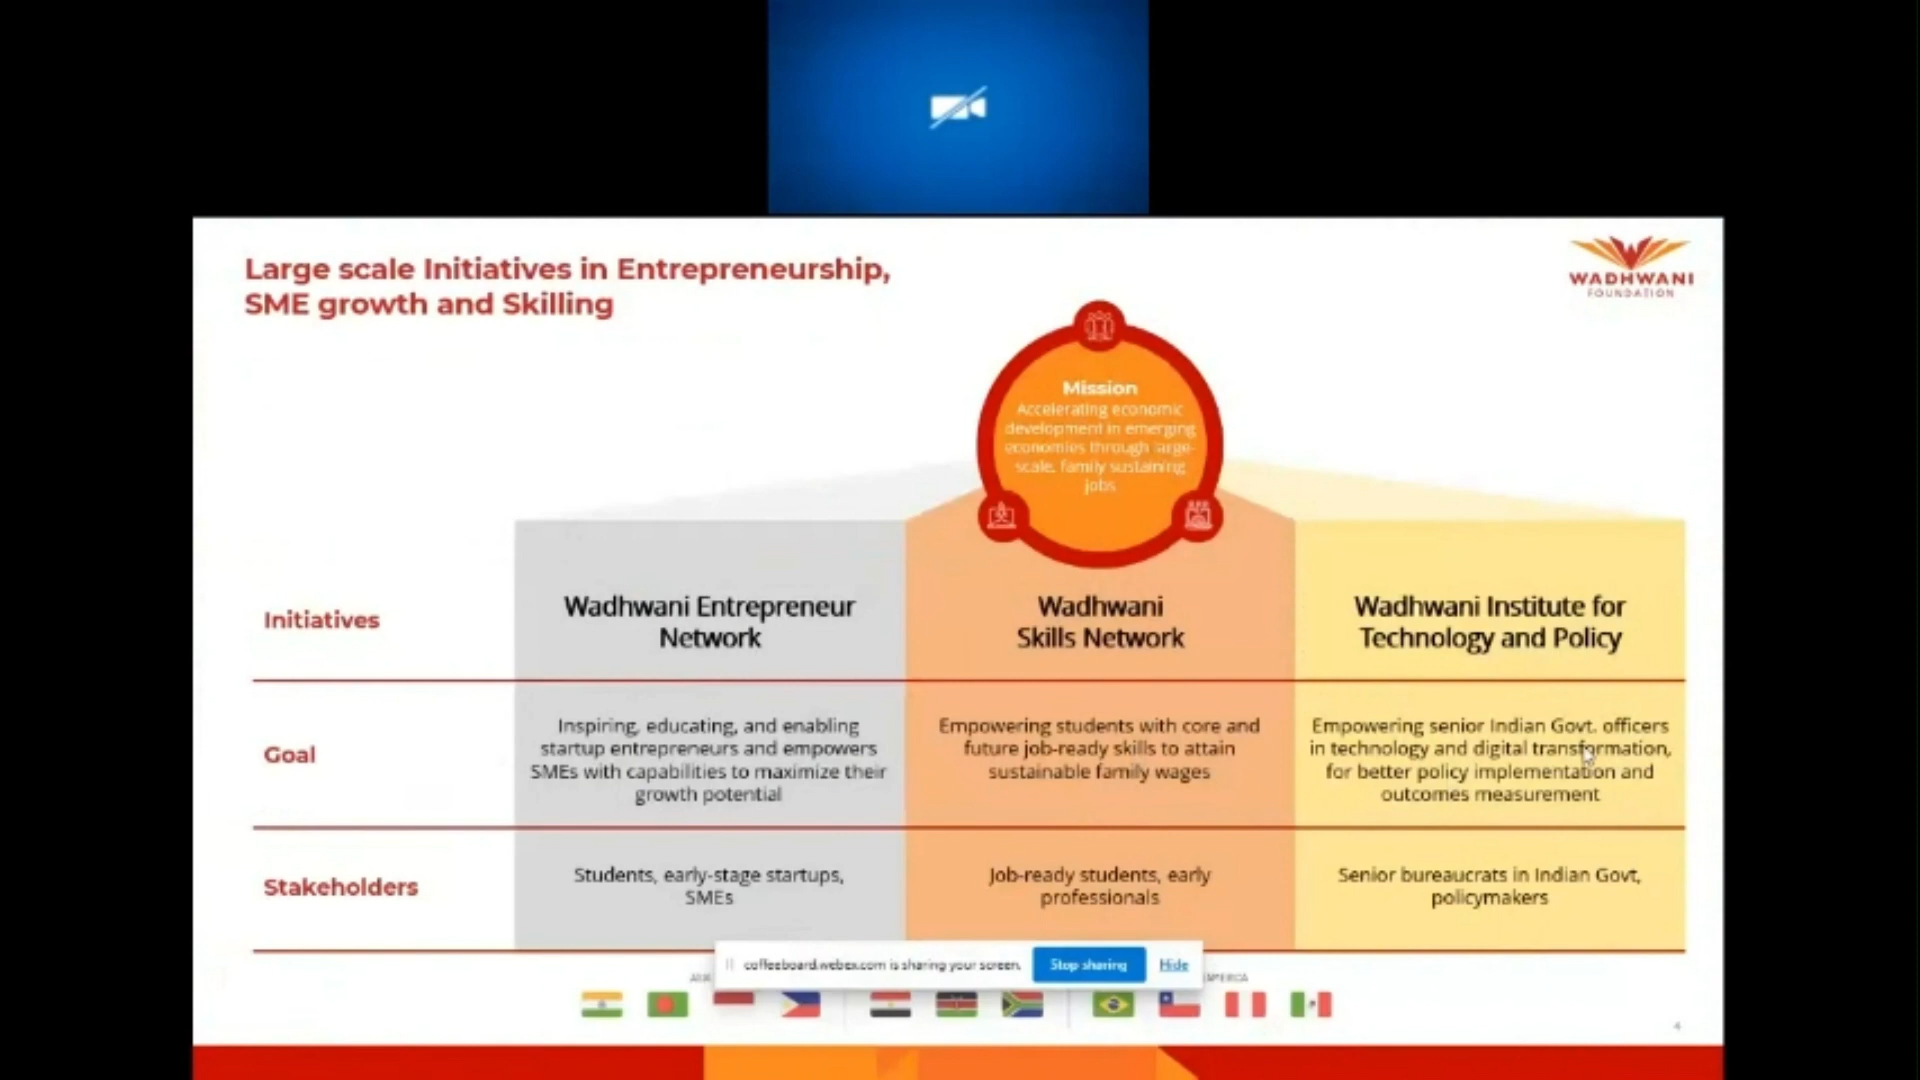 Large scale Initiatives in Entrepreneurship,
SME growth and Skilling
WADHWANI
FOUNDATION
Mission
Accelerating economic
development in emerging
economies through large-
scale, family sustaining
jobs
Initiatives
Wadhwani Entrepreneur
Network
Wadhwani
Skills Network
Wadhwani Institute for
Technology and Policy
Goal
Inspiring, educating, and enabling
startup entrepreneurs and empowers
SMEs with capabilities to maximize their
growth potential
Empowering students with core and
future job-ready skills to attain
sustainable family wages
Empowering senior Indian Govt. officers
in technology and digital transformation,
for better policy implementation and
outcomes measurement
Stakeholders
Students, early-stage startups,
SMEs
Job-ready students, early
professionals
Senior bureaucrats in Indian Govt,
policymakers
coffeeboard.webex.com is sharing your screen.
Stop sharing
Hide
4